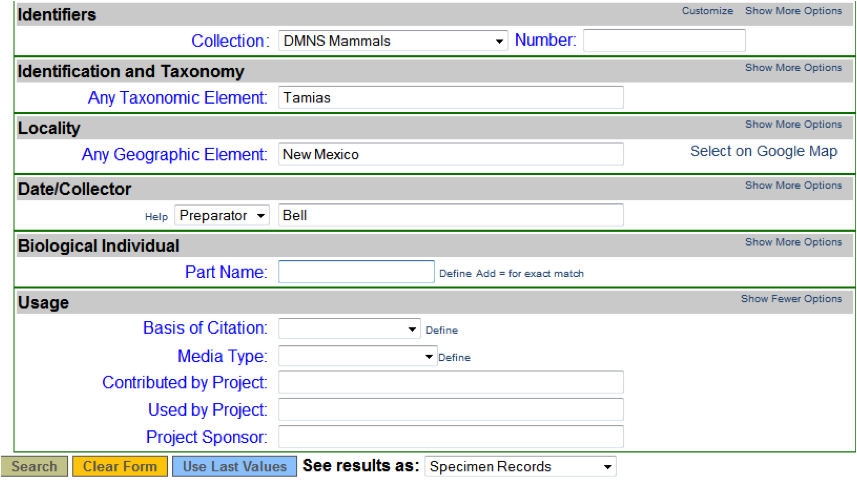 Identifiers Customize Show More Options
Collection: DMNS Mammals Number:
Identification and Taxonomy Show More Options
Any Taxonomic Element: Tamias
Locality Show More Options
Any Geographic Element: New Mexico Select on Google Map
Date/Collector Show More Options
Help Preparator Bell
Biological Individual Show More Options
Part Name: Define Add = for exact match
Usage Show Fewer Options
Basis of Citation: Define
Media Type: Define
Contributed by Project:
Used by Project:
Project Sponsor:
Search Clear Form Use Last Values See results as: Specimen Records